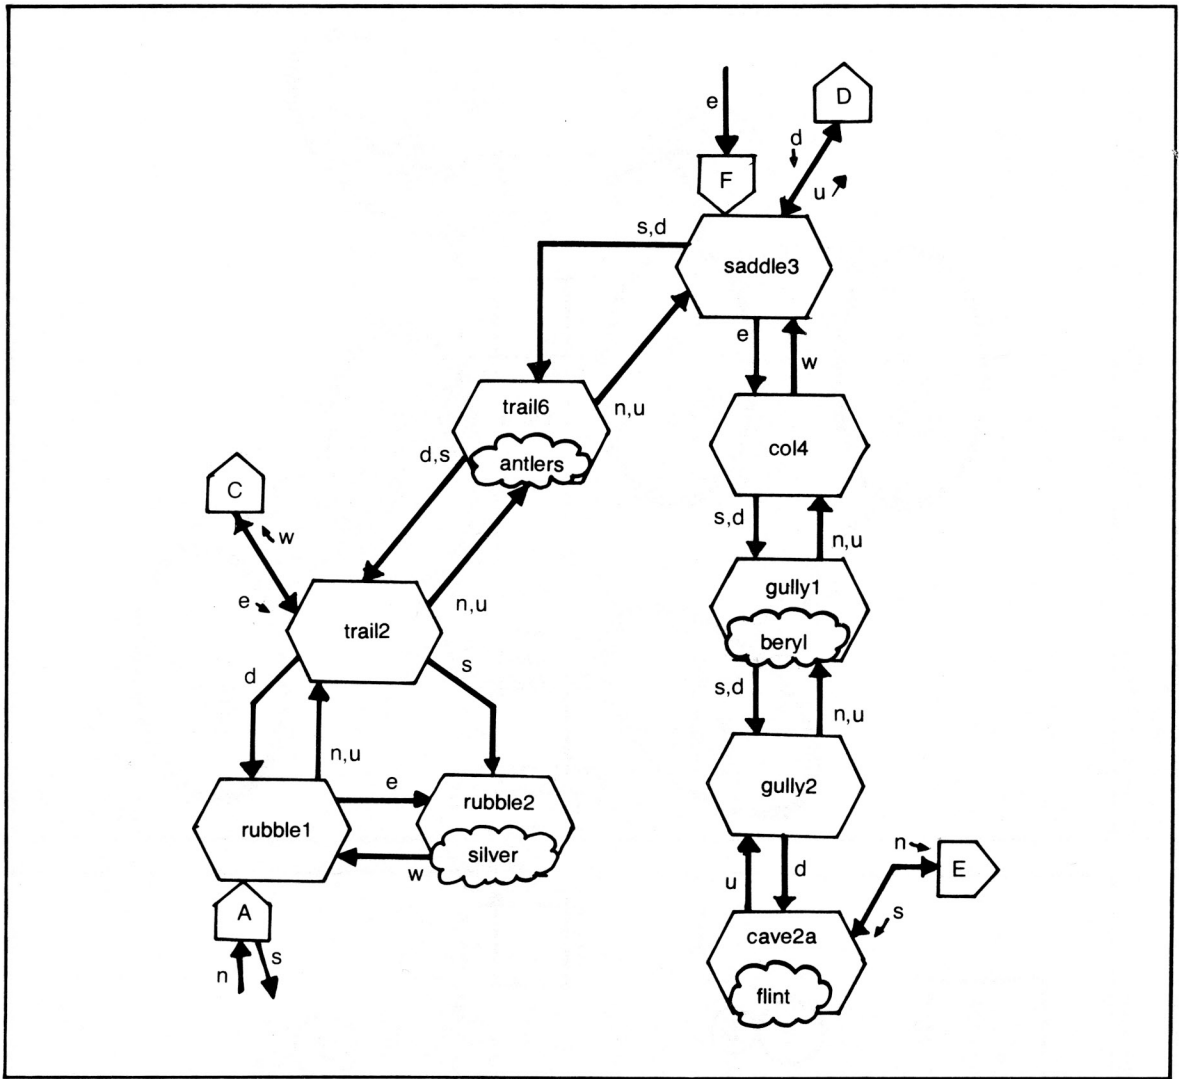 D
e
d
F
u
s,d
saddle3
e
w
trail6
n,u
antlers
d,s
col4
C
w
s,d
n,u
gully1
e
n,u
trail2
beryl
s
d
s,d
n,u
n,u
e
gully2
rubble2
rubble1
silver
w
n
E
u
d
A
s
cave2a
n
s
flint